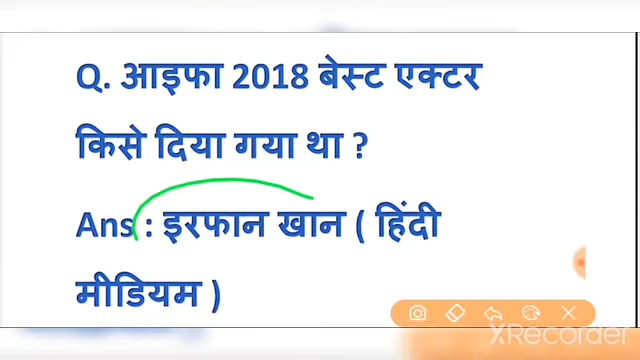 Q. आइफा 2018 बेस्ट एक्टर
किसे दिया गया था ?
Ans : इरफान खान ( हिंदी
मीडियम )
XRecorder